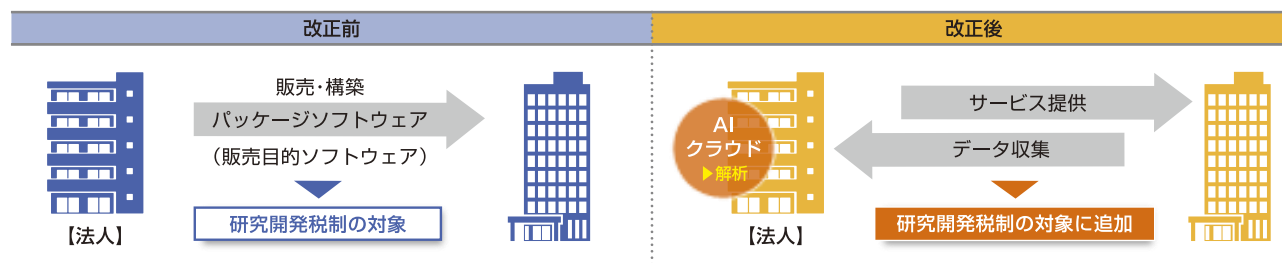 改正前
販売・構築
パッケージソフトウェア
（販売目的ソフトウェア）
研究開発税制の対象
【法人】
改正後
AI
クラウド
▶解析
サービス提供
データ収集
研究開発税制の対象に追加
【法人】